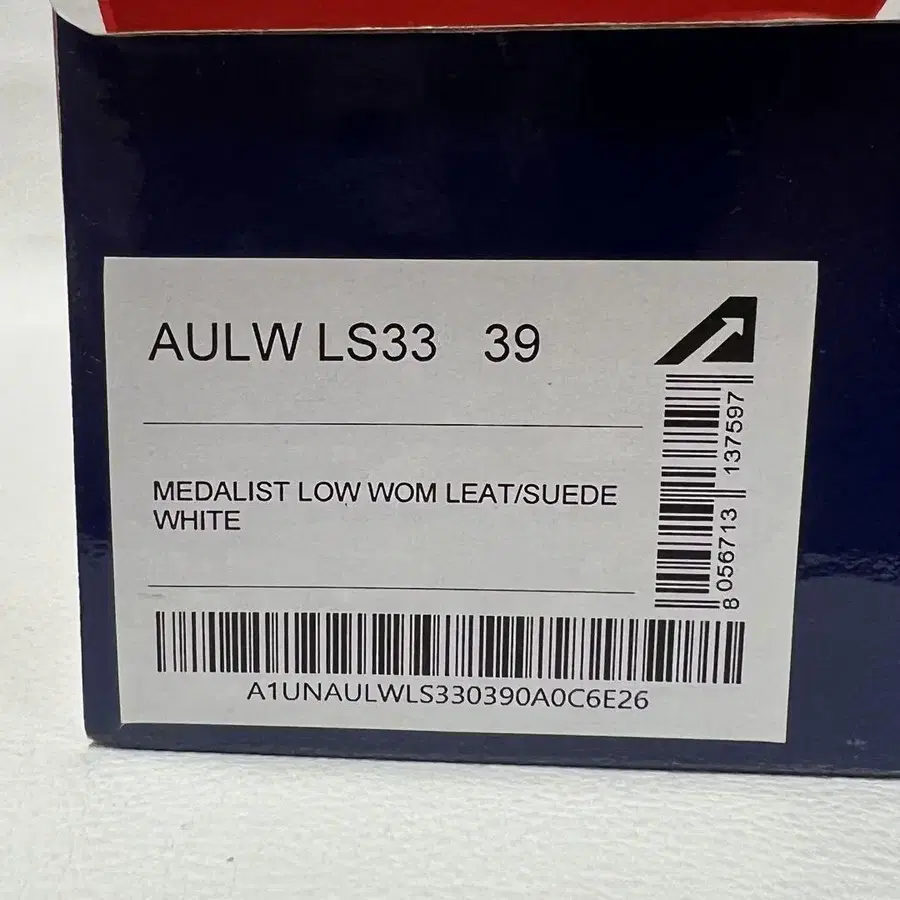 AULW LS33 39
MEDALIST LOW WOM LEAT/SUEDE
WHITE
8 056713 137597
A1UNAULWLS330390A0C6E26